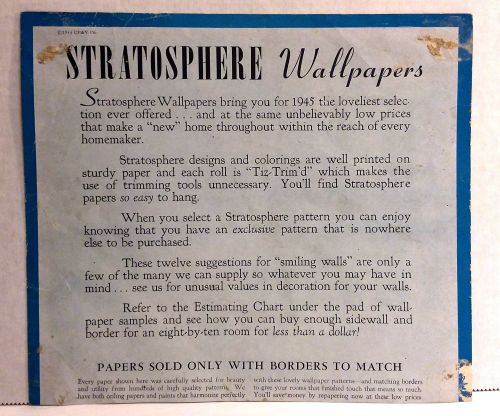 STRATOSPHERE Wallpapers
Stratosphere Wallpapers bring you for 1945 the loveliest selec-
tion ever offered . . . and at the same unbelievably low prices
that make a "new" home throughout within the reach of every
homemaker.
Stratosphere designs and colorings are well printed on
sturdy paper and each roll is "Tiz-Trim'd" which makes the
use of trimming tools unnecessary. You'll find Stratosphere
papers so easy to hang.
When you select a Stratosphere pattern you can enjoy
knowing that you have an exclusive pattern that is nowhere
else to be purchased.
These twelve suggestions for "smiling walls" are only a
few of the many we can supply so whatever you may have in
mind . . . see us for unusual values in decoration for your walls.
Refer to the Estimating Chart under the pad of wall-
paper samples and see how you can buy enough sidewall and
border for an eight-by-ten room for less than a dollar!
PAPERS SOLD ONLY WITH BORDERS TO MATCH
Every paper shown here was carefully selected for beauty
and utility from hundreds of high quality patterns. We
have both ceiling papers and paints that harmonize perfectly
with these lovely wallpaper patterns—and matching borders
to give your rooms that finished touch that means so much.
You'll save money by repapering now at these low prices